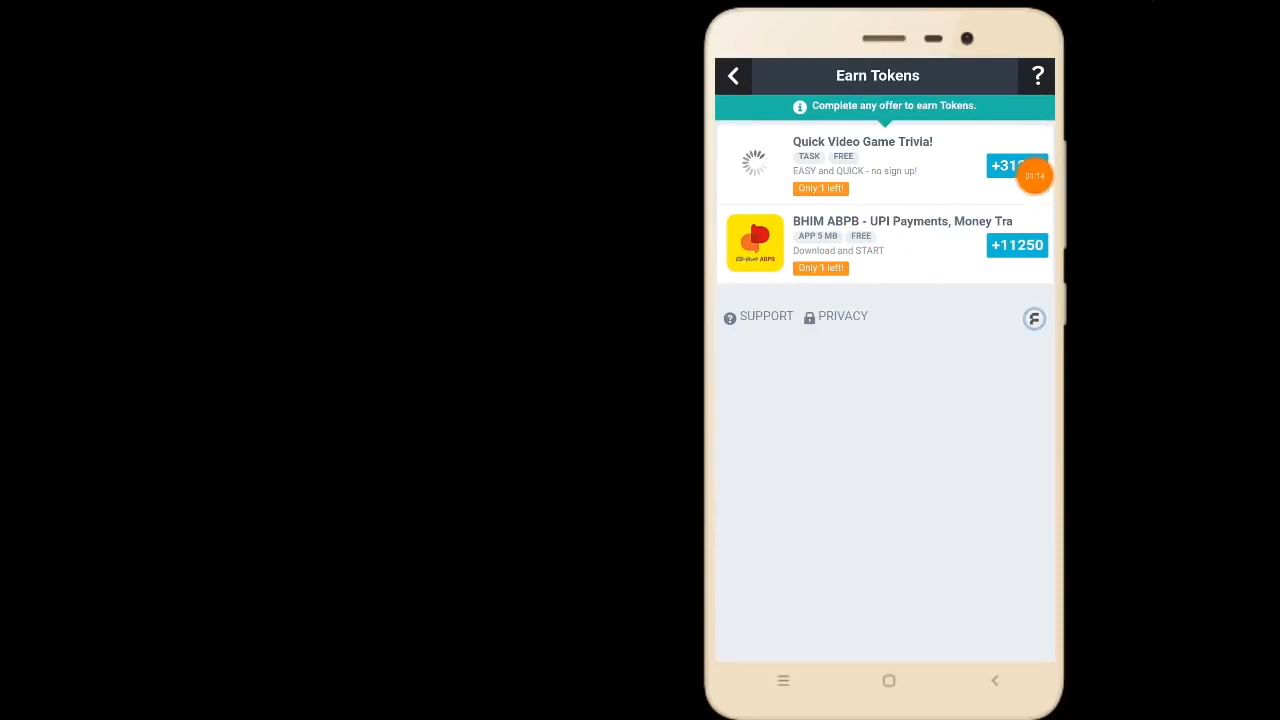 Earn Tokens
?
Complete any offer to earn Tokens.
Quick Video Game Trivia!
TASK FREE
EASY and QUICK - no sign up!
Only 1 left!
01:14
BHIM ABPB - UPI Payments, Money Tra
APP 5 MB FREE
+11250
Download and START
Only 1 left!
? SUPPORT PRIVACY
F